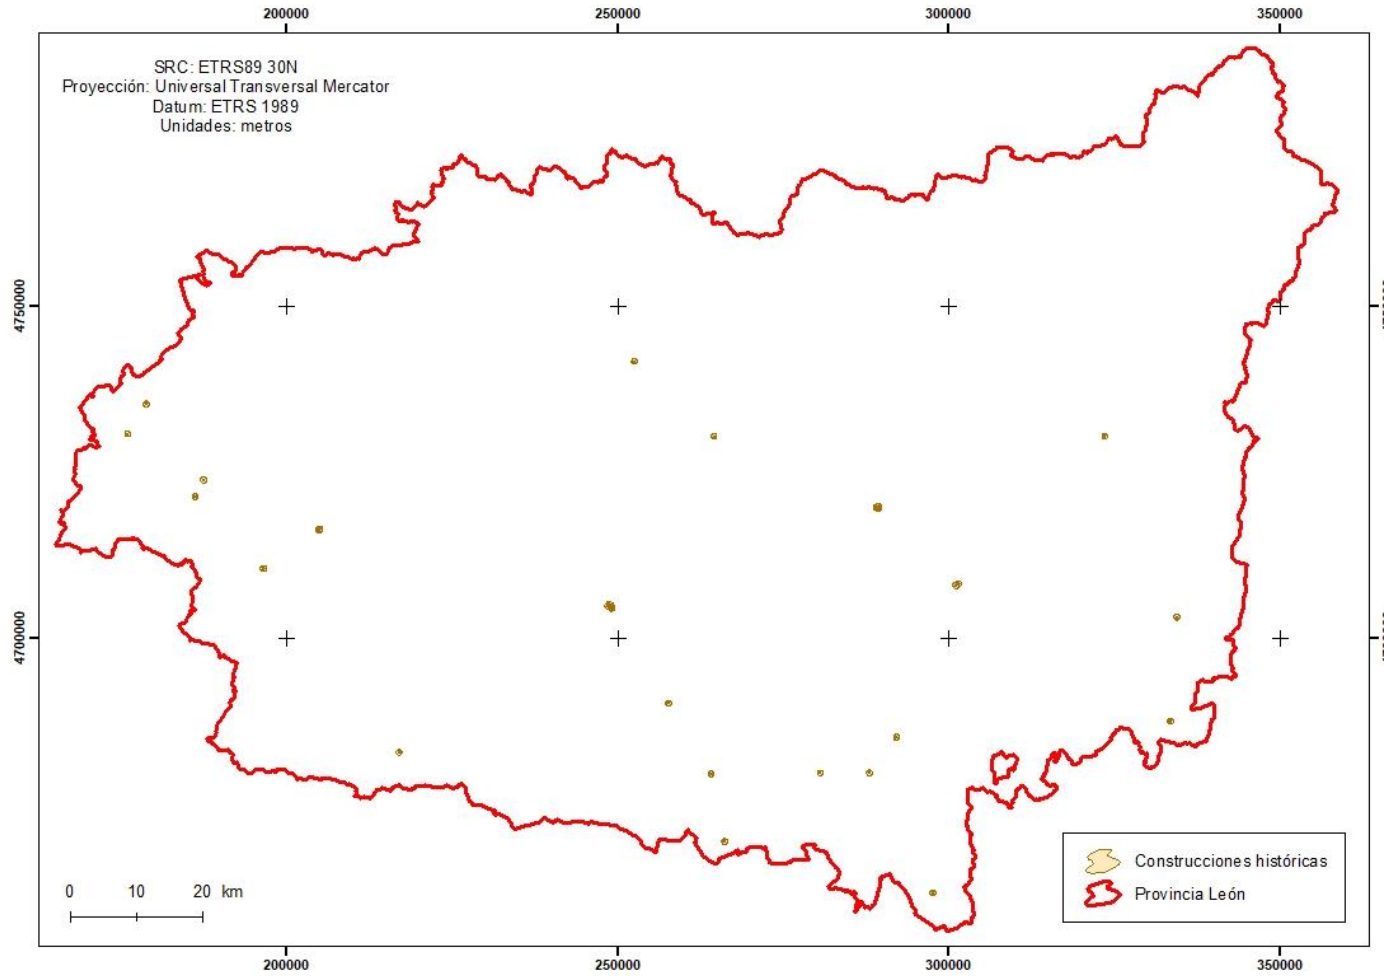 200000 250000 300000 350000
SRC: ETRS89 30N
Proyección: Universal Transversal Mercator
Datum: ETRS 1989
Unidades: metros
4750000
4700000
Construcciones históricas
Provincia León
0 10 20 km
200000 250000 300000 350000